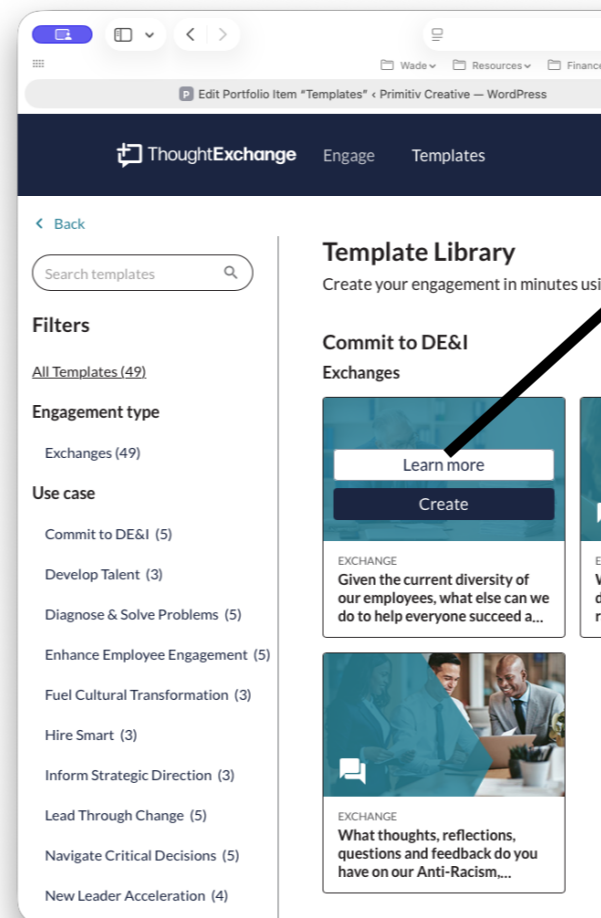 Wade
Resources
Finance
Edit Portfolio Item “Templates” ‹ Primitiv Creative — WordPress
ThoughtExchange
Engage
Templates
Back
Search templates
Filters
All Templates (49)
Engagement type
Exchanges (49)
Use case
Commit to DE&I (5)
Develop Talent (3)
Diagnose & Solve Problems (5)
Enhance Employee Engagement (5)
Fuel Cultural Transformation (3)
Hire Smart (3)
Inform Strategic Direction (3)
Lead Through Change (5)
Navigate Critical Decisions (5)
New Leader Acceleration (4)
Template Library
Create your engagement in minutes usi
Commit to DE&I
Exchanges
Learn more
Create
EXCHANGE
Given the current diversity of
our employees, what else can we
do to help everyone succeed a...
EXCHANGE
What thoughts, reflections,
questions and feedback do you
have on our Anti-Racism,...